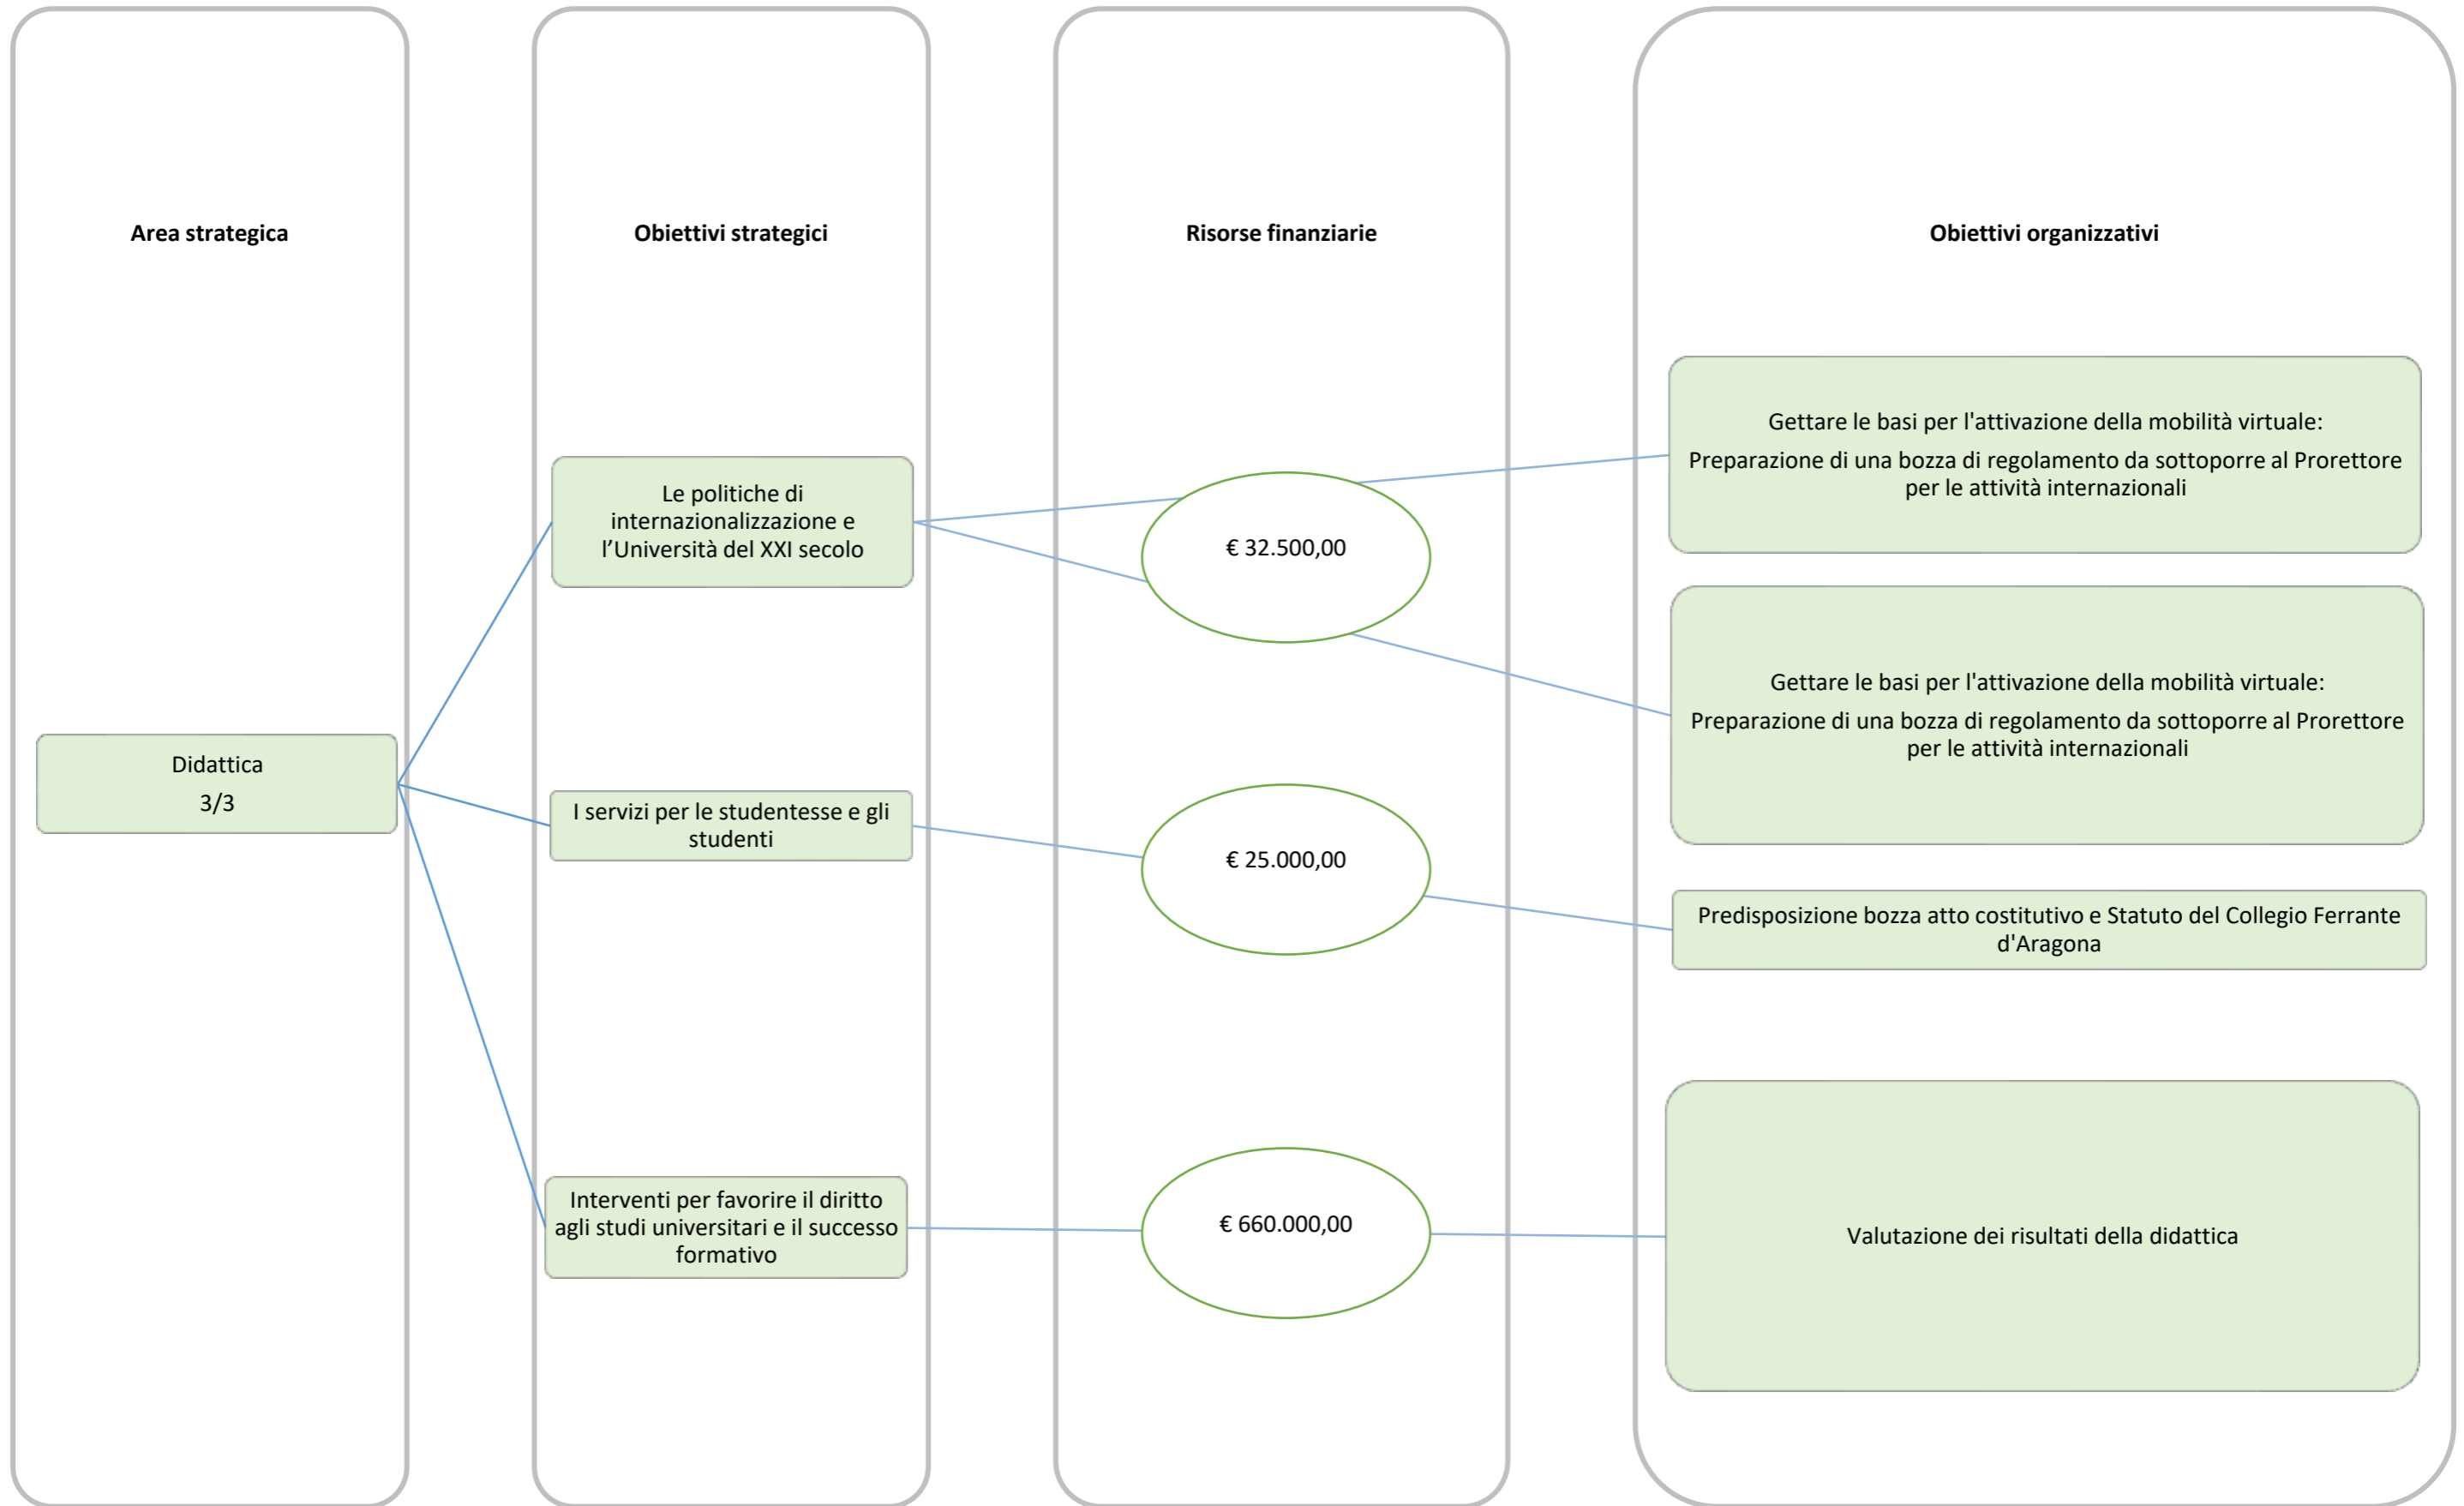 Area strategica
Obiettivi strategici
Risorse finanziarie
Obiettivi organizzativi
Didattica
3/3
Le politiche di
internazionalizzazione e
l’Università del XXI secolo
I servizi per le studentesse e gli
studenti
Interventi per favorire il diritto
agli studi universitari e il successo
formativo
€ 32.500,00
€ 25.000,00
€ 660.000,00
Gettare le basi per l'attivazione della mobilità virtuale:
Preparazione di una bozza di regolamento da sottoporre al Prorettore
per le attività internazionali
Gettare le basi per l'attivazione della mobilità virtuale:
Preparazione di una bozza di regolamento da sottoporre al Prorettore
per le attività internazionali
Predisposizione bozza atto costitutivo e Statuto del Collegio Ferrante
d'Aragona
Valutazione dei risultati della didattica